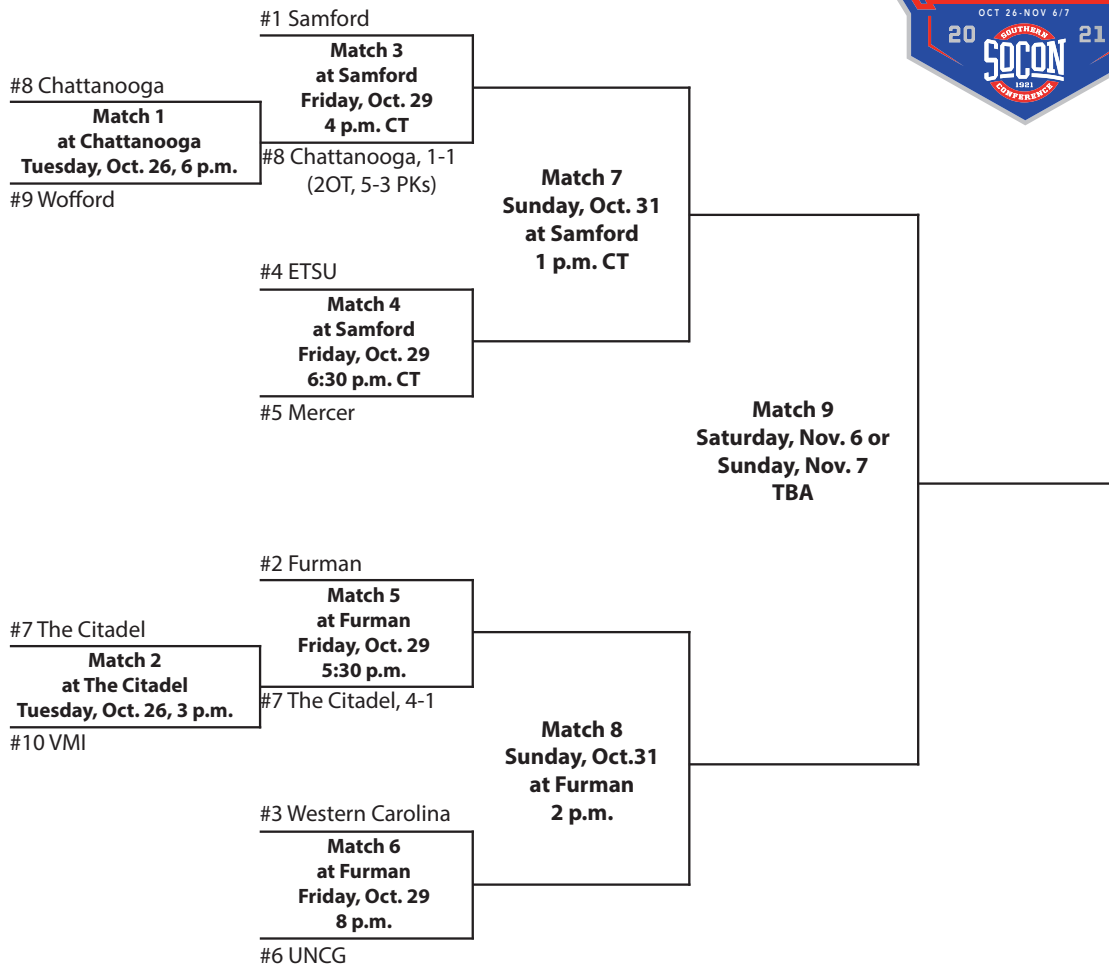 OCT 26-NOV 6/7
20 21
SOUTHERN
SOCON
1921
CONFERENCE
#1 Samford
Match 3
at Samford
Friday, Oct. 29
4 p.m. CT
#8 Chattanooga
Match 1
at Chattanooga
Tuesday, Oct. 26, 6 p.m.
#9 Wofford
#8 Chattanooga, 1-1
(2OT, 5-3 PKs)
Match 7
Sunday, Oct. 31
at Samford
1 p.m. CT
#4 ETSU
Match 4
at Samford
Friday, Oct. 29
6:30 p.m. CT
#5 Mercer
Match 9
Saturday, Nov. 6 or
Sunday, Nov. 7
TBA
#2 Furman
Match 5
at Furman
Friday, Oct. 29
5:30 p.m.
#7 The Citadel
Match 2
at The Citadel
Tuesday, Oct. 26, 3 p.m.
#10 VMI
#7 The Citadel, 4-1
Match 8
Sunday, Oct.31
at Furman
2 p.m.
#3 Western Carolina
Match 6
at Furman
Friday, Oct. 29
8 p.m.
#6 UNCG